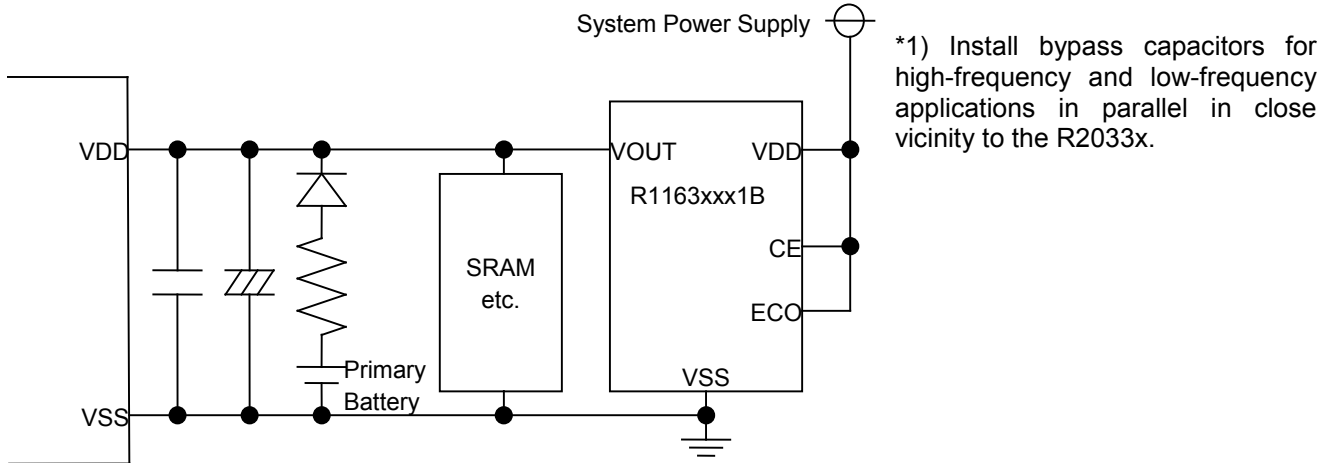 System Power Supply
*1) Install bypass capacitors for
high-frequency and low-frequency
applications in parallel in close
vicinity to the R2033x.
VDD
VOUT
VDD
R1163xxx1B
CE
SRAM
etc.
ECO
Primary
Battery
VSS
VSS